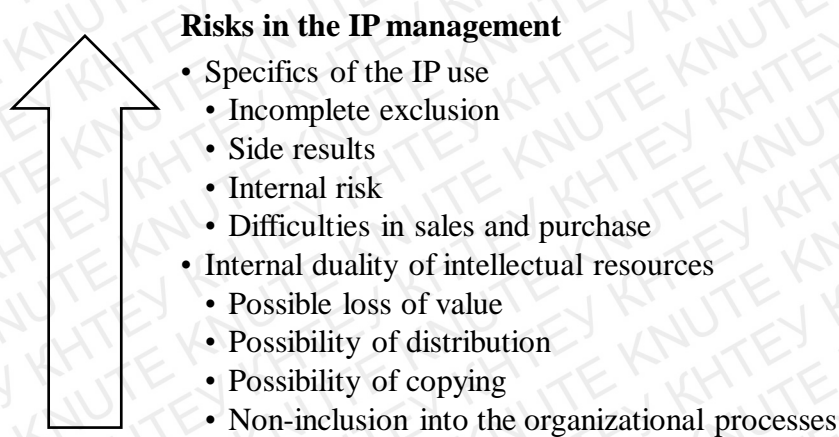 Risks in the IP management
• Specifics of the IP use
• Incomplete exclusion
• Side results
• Internal risk
• Difficulties in sales and purchase
• Internal duality of intellectual resources
• Possible loss of value
• Possibility of distribution
• Possibility of copying
• Non-inclusion into the organizational processes